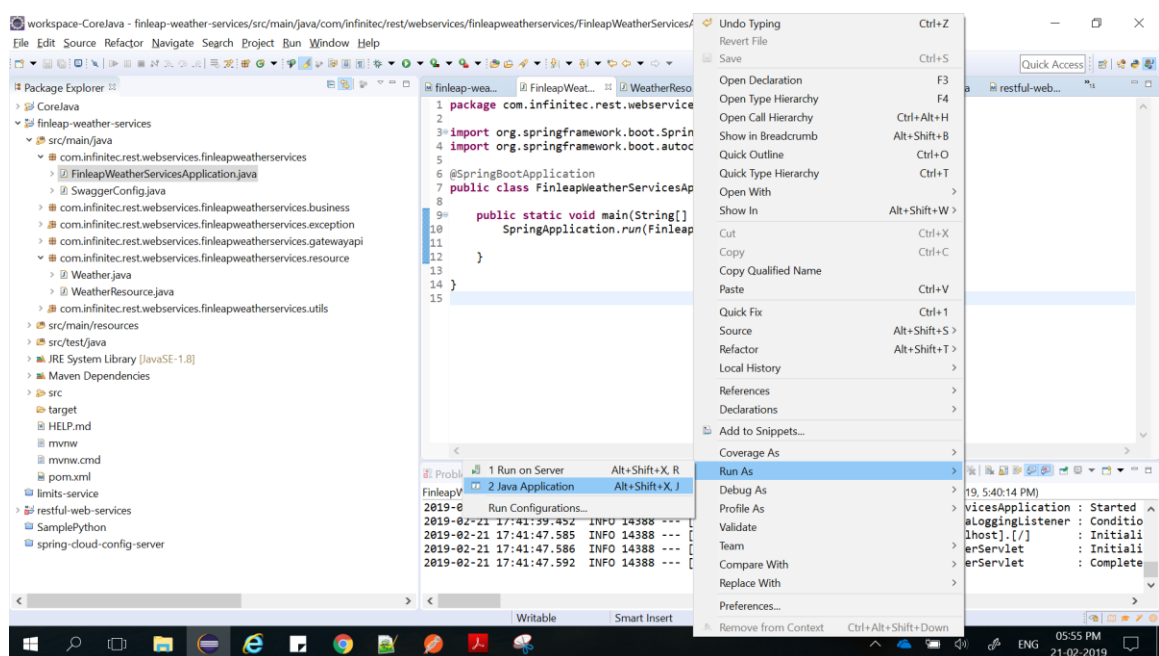 workspace-CoreJava - finleap-weather-services/src/main/java/com/infinitec/rest/webservices/finleapweatherservices/FinleapWeatherServicesA
File Edit Source Refactor Navigate Search Project Run Window Help
Quick Access
Package Explorer
CoreJava
finleap-weather-services
src/main/java
com.infinitec.rest.webservices.finleapweatherservices
FinleapWeatherServicesApplication.java
SwaggerConfig.java
com.infinitec.rest.webservices.finleapweatherservices.business
com.infinitec.rest.webservices.finleapweatherservices.exception
com.infinitec.rest.webservices.finleapweatherservices.gatewayapi
com.infinitec.rest.webservices.finleapweatherservices.resource
Weather.java
WeatherResource.java
com.infinitec.rest.webservices.finleapweatherservices.utils
src/main/resources
src/test/java
JRE System Library [JavaSE-1.8]
Maven Dependencies
src
target
HELP.md
mvnw
mvnw.cmd
pom.xml
limits-service
restful-web-services
SamplePython
spring-cloud-config-server
finleap-wea... FinleapWeat... WeatherReso a restful-web... 15
1 package com.infinitec.rest.webservice
2
3 import org.springframework.boot.Sprin
4 import org.springframework.boot.autoc
5
6 @SpringBootApplication
7 public class FinleapWeatherServicesAp
8
9 public static void main(String[]
10 SpringApplication.run(Finleap
11
12 }
13
14 }
15
Undo Typing Ctrl+Z
Revert File
Save Ctrl+S
Open Declaration F3
Open Type Hierarchy F4
Open Call Hierarchy Ctrl+Alt+H
Show in Breadcrumb Alt+Shift+B
Quick Outline Ctrl+O
Quick Type Hierarchy Ctrl+T
Open With
Show In Alt+Shift+W
Cut Ctrl+X
Copy Ctrl+C
Copy Qualified Name
Paste Ctrl+V
Quick Fix Ctrl+1
Source Alt+Shift+S
Refactor Alt+Shift+T
Local History
References
Declarations
Add to Snippets...
Coverage As
Run As
Debug As
Profile As
Validate
Team
Compare With
Replace With
Preferences...
Remove from Context Ctrl+Alt+Shift+Down
1 Run on Server Alt+Shift+X, R
2 Java Application Alt+Shift+X, J
Run Configurations...
Probl
FinleapW 19, 5:40:14 PM)
2019-0 vicesApplication : Started
2019-02-21 17:41:39.452 INFO 14388 --- [ aLoggingListener : Conditio
2019-02-21 17:41:47.585 INFO 14388 --- [ lhost].[/] : Initiali
2019-02-21 17:41:47.586 INFO 14388 --- [ erServlet : Initiali
2019-02-21 17:41:47.592 INFO 14388 --- [ erServlet : Complete
Writable Smart Insert
ENG 05:55 PM
21-02-2019